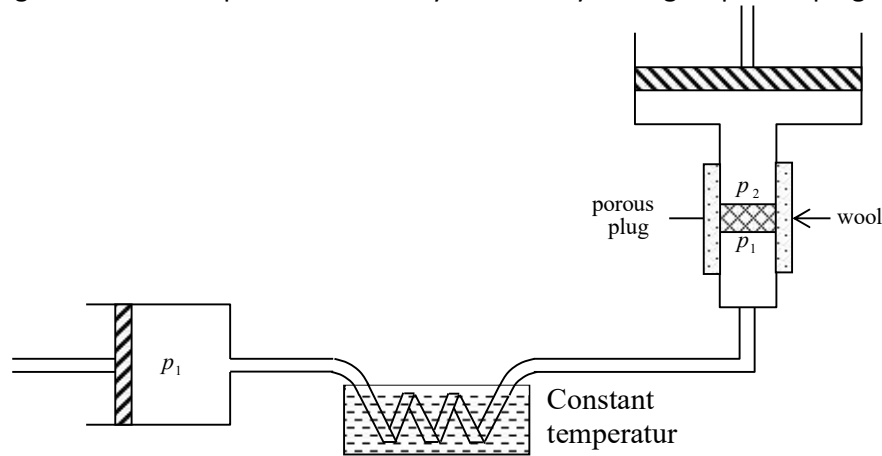 p₂
porous
plug
wool
p₁
p₁
Constant
temperatur